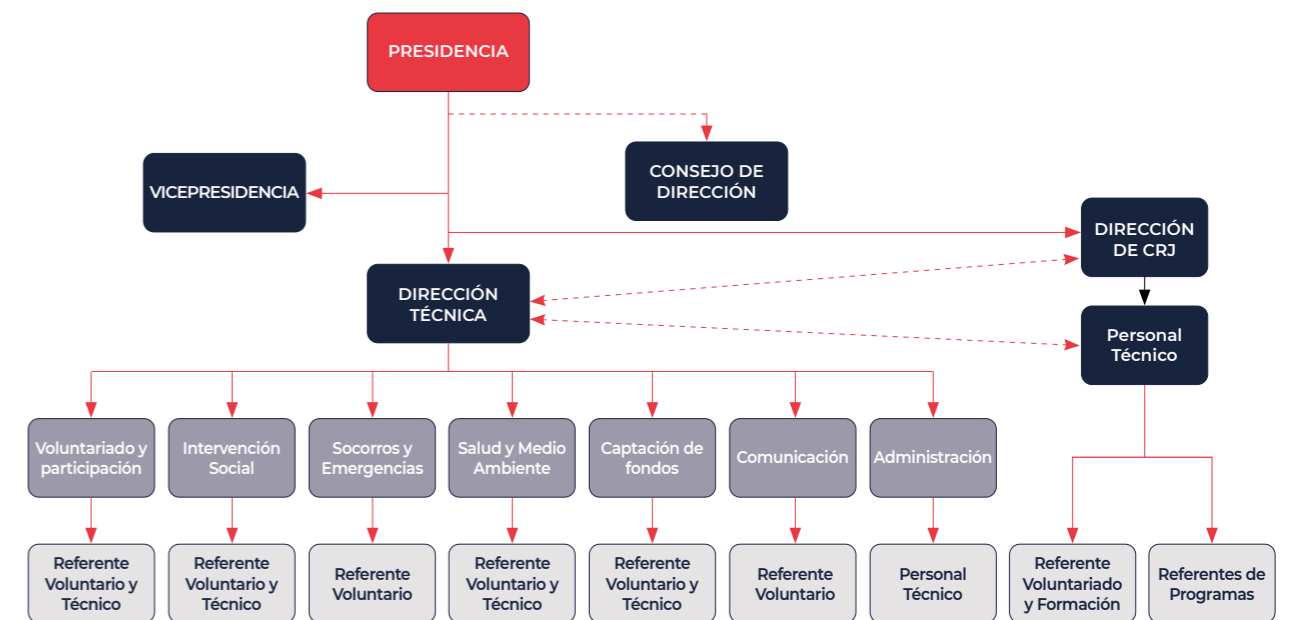 PRESIDENCIA
CONSEJO DE
DIRECCIÓN
VICEPRESIDENCIA
DIRECCIÓN
DE CRJ
DIRECCIÓN
TÉCNICA
Personal
Técnico
Voluntariado y
participación
Intervención
Social
Socorros y
Emergencias
Salud y Medio
Ambiente
Captación de
fondos
Comunicación
Administración
Referente
Voluntario y
Técnico
Referente
Voluntario y
Técnico
Referente
Voluntario
Referente
Voluntario y
Técnico
Referente
Voluntario y
Técnico
Referente
Voluntario
Personal
Técnico
Referente
Voluntariado
y Formación
Referentes de
Programas